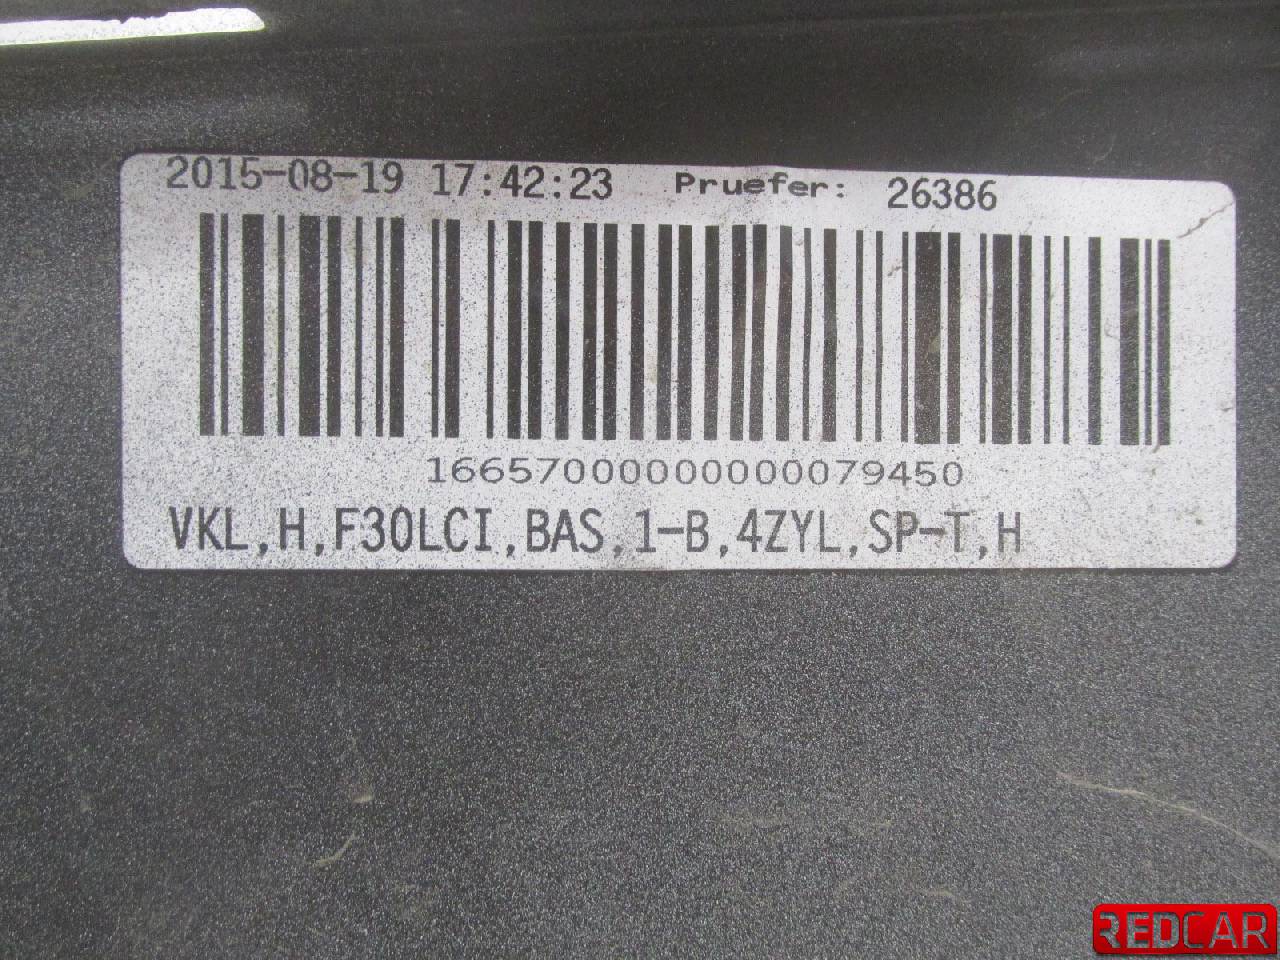 2015-08-19 17:42:23 Pruefer: 26386
16657000000000079450
VKL,H,F30LCI,BAS,1-B,4ZYL,SP-T,H
REDCAR